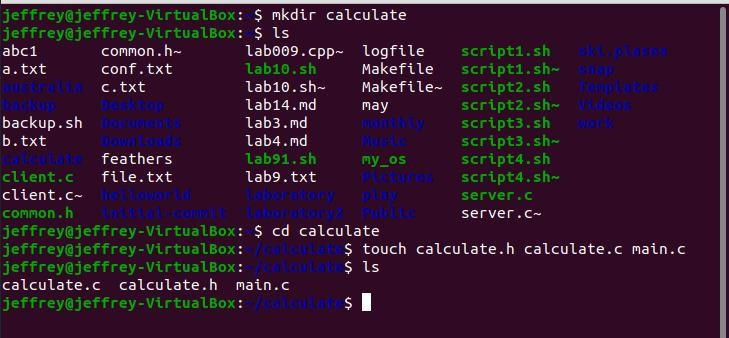 jeffrey@jeffrey-VirtualBox:~$ mkdir calculate
jeffrey@jeffrey-VirtualBox:~$ ls
abc1 common.h~ lab009.cpp~ logfile script1.sh ski.plases
a.txt conf.txt lab10.sh Makefile script1.sh~ snap
australia c.txt lab10.sh~ Makefile~ script2.sh Templates
backup Desktop lab14.md may script2.sh~ Videos
backup.sh Documents lab3.md monthly script3.sh work
b.txt Downloads lab4.md Music script3.sh~
calculate feathers lab91.sh my_os script4.sh
client.c file.txt lab9.txt Pictures script4.sh~
client.c~ helloworld laboratory play server.c
common.h initial-commit laboratory2 Public server.c~
jeffrey@jeffrey-VirtualBox:~$ cd calculate
jeffrey@jeffrey-VirtualBox:~/calculate$ touch calculate.h calculate.c main.c
jeffrey@jeffrey-VirtualBox:~/calculate$ ls
calculate.c calculate.h main.c
jeffrey@jeffrey-VirtualBox:~/calculate$